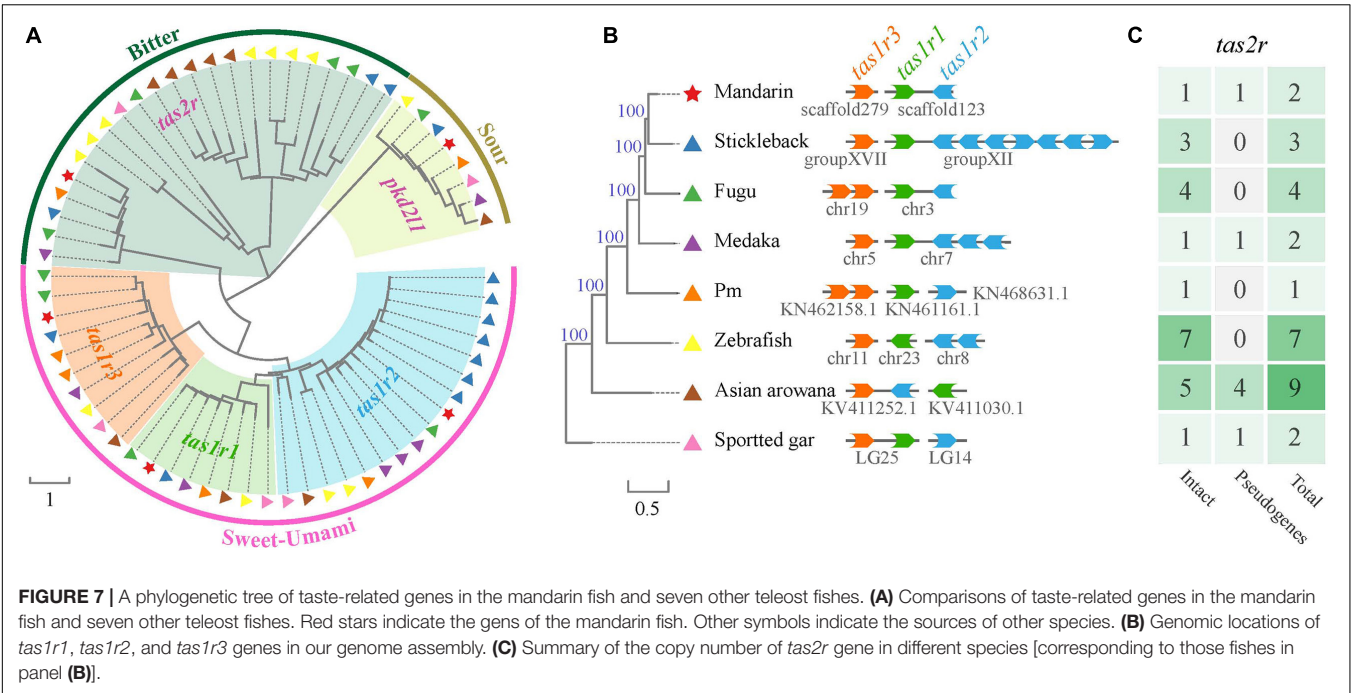 A
Bitter
Sour
Sweet-Umami
tas2r
pkd2l1
tas1r3
tas1r1
tas1r2
1
B
tas1r3 tas1r1 tas1r2
100
100
100
100
100
100
Mandarin
scaffold279 scaffold123
Stickleback
groupXVII groupXII
Fugu
chr19 chr3
Medaka
chr5 chr7
Pm
KN462158.1 KN461161.1 KN468631.1
Zebrafish
chr11 chr23 chr8
Asian arowana
KV411252.1 KV411030.1
Sportted gar
LG25 LG14
0.5
C
tas2r
1 1 2
3 0 3
4 0 4
1 1 2
1 0 1
7 0 7
5 4 9
1 1 2
Intact Pseudogenes Total
FIGURE 7 | A phylogenetic tree of taste-related genes in the mandarin fish and seven other teleost fishes. (A) Comparisons of taste-related genes in the mandarin
fish and seven other teleost fishes. Red stars indicate the gens of the mandarin fish. Other symbols indicate the sources of other species. (B) Genomic locations of
tas1r1, tas1r2, and tas1r3 genes in our genome assembly. (C) Summary of the copy number of tas2r gene in different species [corresponding to those fishes in
panel (B)].